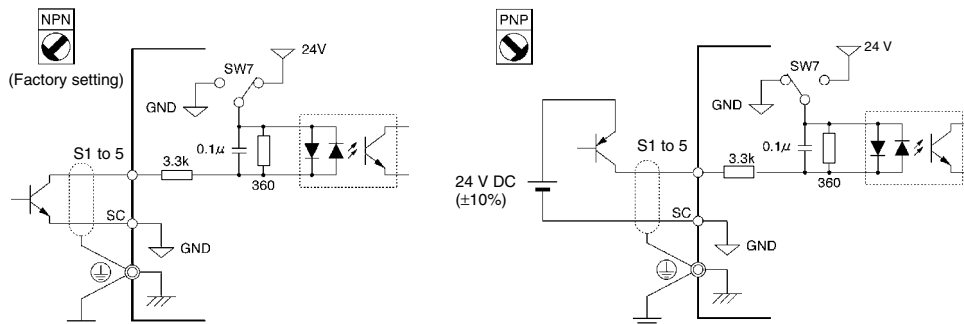 NPN
(Factory setting)
24V
SW7
GND
0.1μ
360
S1 to 5
3.3k
SC
GND
PNP
24 V
SW7
GND
0.1μ
360
S1 to 5
3.3k
24 V DC
(±10%)
SC
GND